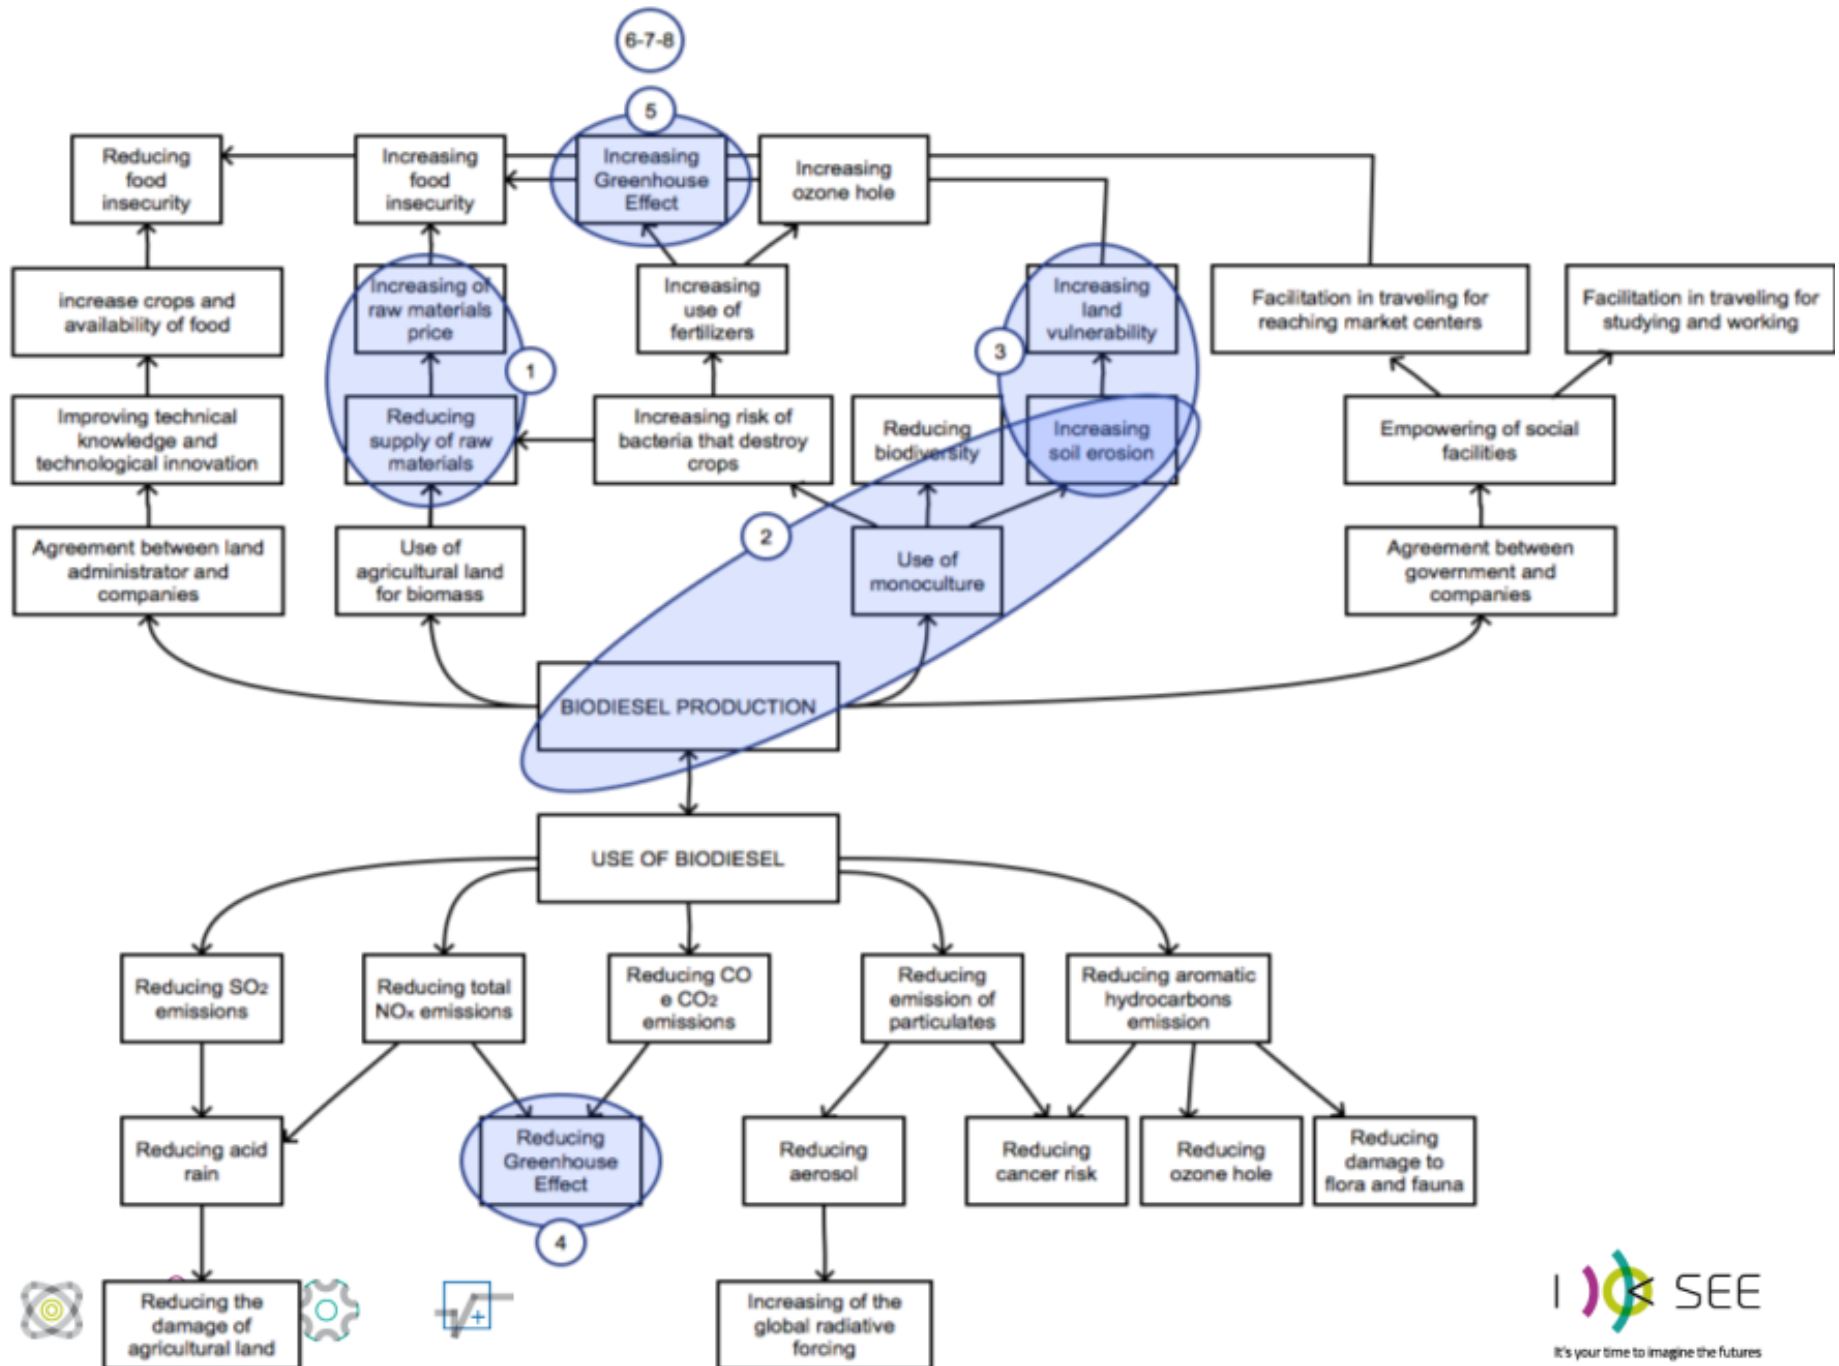 6-7-8
5
Reducing
food
insecurity
Increasing
food
insecurity
Increasing
Greenhouse
Effect
Increasing
ozone hole
increase crops and
availability of food
Increasing of
raw materials
price
Increasing
use of
fertilizers
Increasing
land
vulnerability
Facilitation in traveling for
reaching market centers
Facilitation in traveling for
studying and working
1
3
Improving technical
knowledge and
technological innovation
Reducing
supply of raw
materials
Increasing risk of
bacteria that destroy
crops
Reducing
biodiversity
Increasing
soil erosion
Empowering of social
facilities
2
Agreement between land
administrator and
companies
Use of
agricultural land
for biomass
Use of
monoculture
Agreement between
government and
companies
BIODIESEL PRODUCTION
USE OF BIODIESEL
Reducing SO₂
emissions
Reducing total
NOₓ emissions
Reducing CO
e CO₂
emissions
Reducing
emission of
particulates
Reducing aromatic
hydrocarbons
emission
Reducing acid
rain
Reducing
Greenhouse
Effect
Reducing
aerosol
Reducing
cancer risk
Reducing
ozone hole
Reducing
damage to
flora and fauna
4
Reducing the
damage of
agricultural land
Increasing of the
global radiative
forcing
I SEE
It's your time to imagine the futures